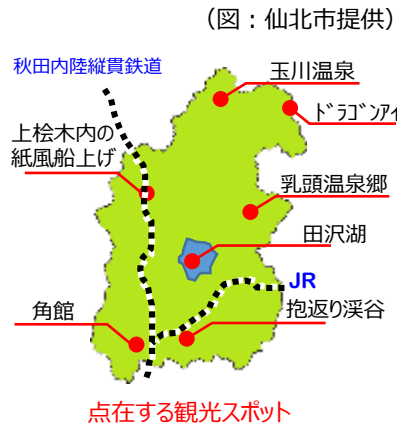 （図：仙北市提供）
秋田内陸縦貫鉄道
玉川温泉
ﾄﾞﾗｺﾞﾝｱｲ
上桧木内の
紙風船上げ
乳頭温泉郷
田沢湖
JR
抱返り渓谷
角館
点在する観光スポット